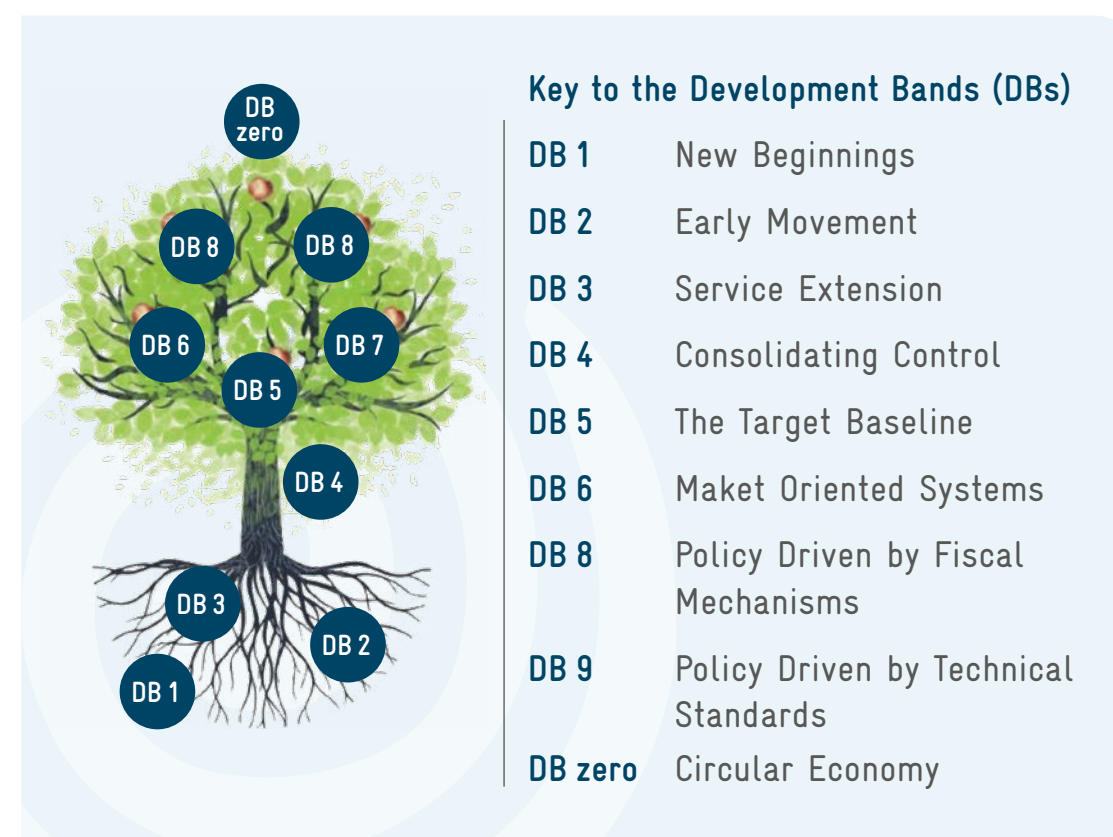 DB
zero
DB 8
DB 8
DB 6
DB 7
DB 5
DB 4
DB 3
DB 2
DB 1
Key to the Development Bands (DBs)
DB 1 New Beginnings
DB 2 Early Movement
DB 3 Service Extension
DB 4 Consolidating Control
DB 5 The Target Baseline
DB 6 Maket Oriented Systems
DB 8 Policy Driven by Fiscal
Mechanisms
DB 9 Policy Driven by Technical
Standards
DB zero Circular Economy